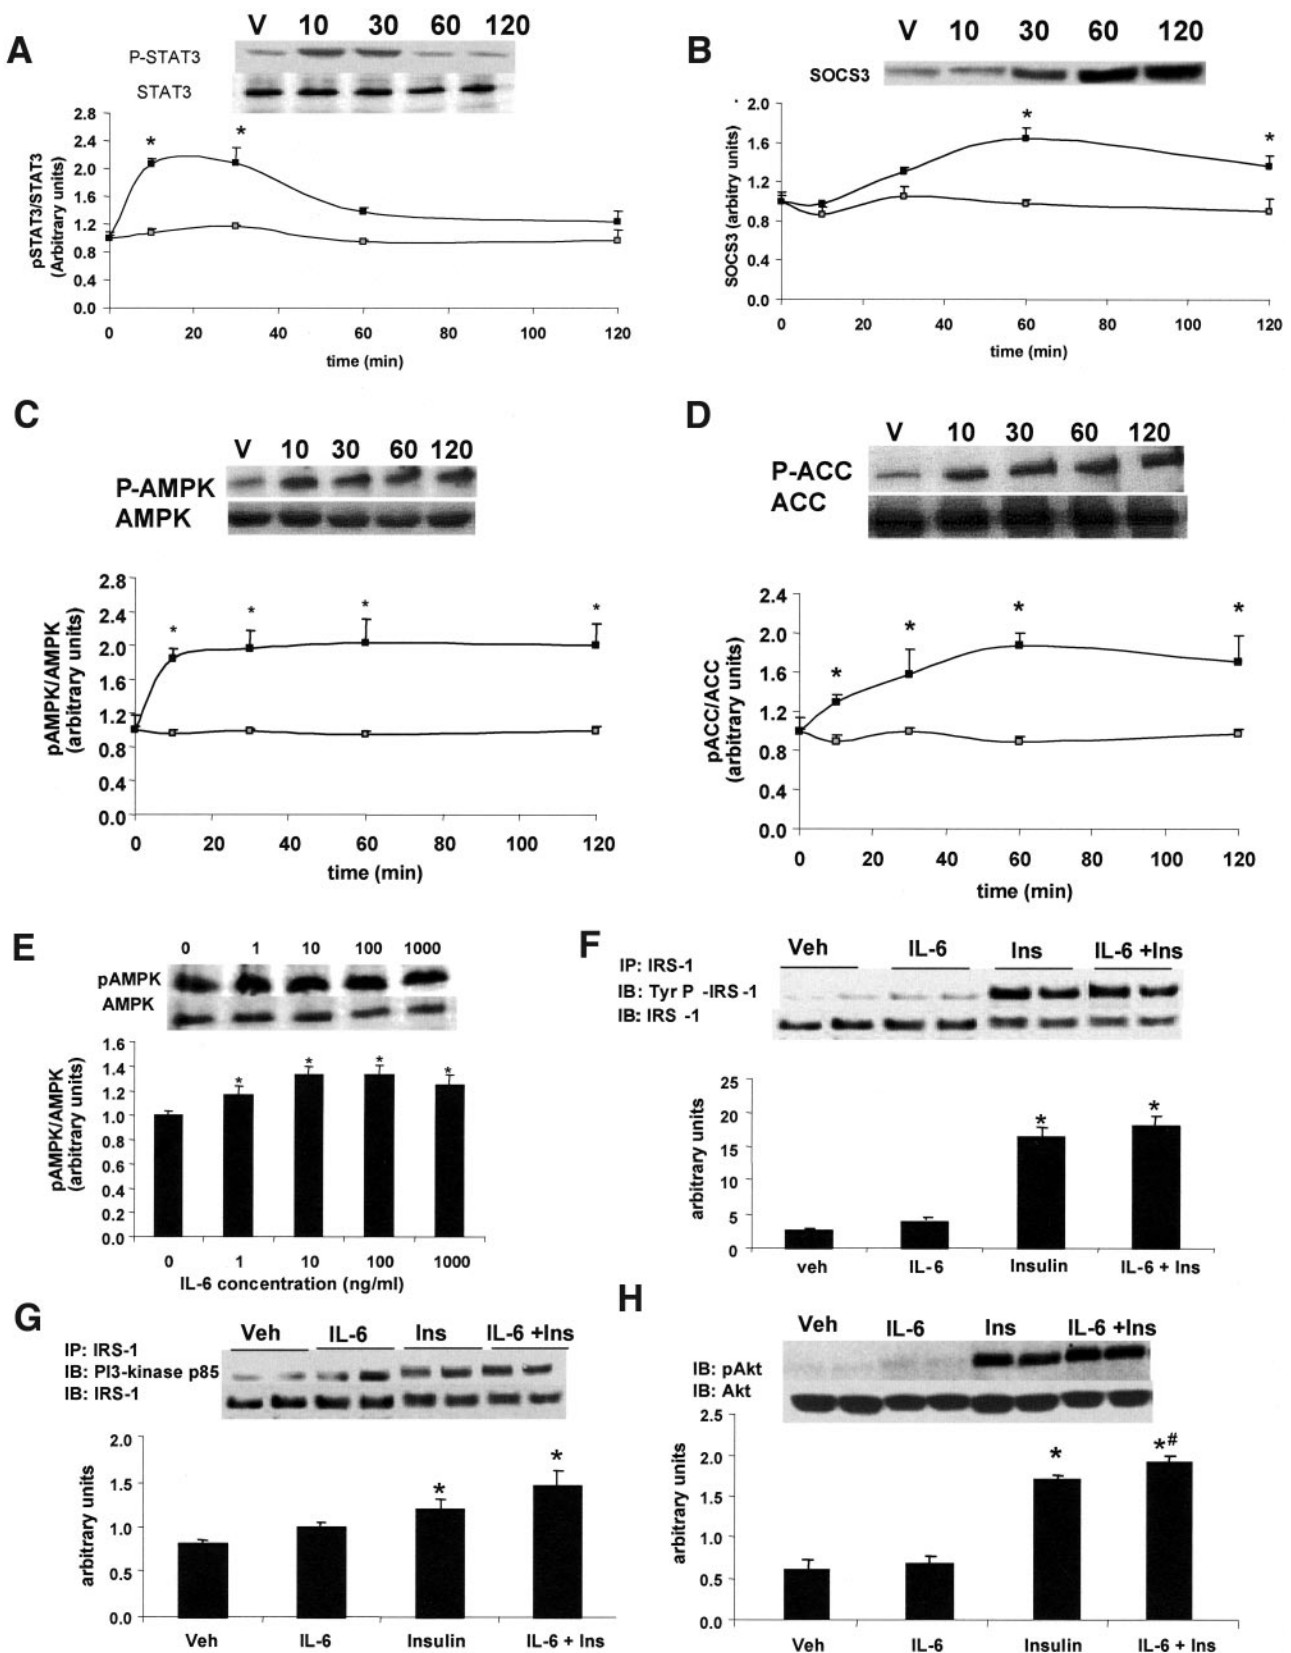 A
V 10 30 60 120
P-STAT3
STAT3
pSTAT3/STAT3
(Arbitrary units)
2.8
2.4
2.0
1.6
1.2
0.8
0.4
0.0
* *
0 20 40 60 80 100 120
time (min)
B
V 10 30 60 120
SOCS3
SOCS3 (arbitry units)
2.0
1.6
1.2
0.8
0.4
0.0
* *
0 20 40 60 80 100 120
time (min)
C
V 10 30 60 120
P-AMPK
AMPK
pAMPK/AMPK
(arbitrary units)
2.8
2.4
2.0
1.6
1.2
0.8
0.4
0.0
* * * *
0 20 40 60 80 100 120
time (min)
D
V 10 30 60 120
P-ACC
ACC
pACC/ACC
(arbitrary units)
2.4
2.0
1.6
1.2
0.8
0.4
0.0
* * * *
0 20 40 60 80 100 120
time (min)
E
0 1 10 100 1000
pAMPK
AMPK
pAMPK/AMPK
(arbitrary units)
1.6
1.4
1.2
1.0
0.8
0.6
0.4
0.2
0.0
* * * *
0 1 10 100 1000
IL-6 concentration (ng/ml)
F
Veh IL-6 Ins IL-6 +Ins
IP: IRS-1
IB: Tyr P -IRS -1
IB: IRS -1
arbitrary units
25
20
15
10
5
0
* *
veh IL-6 Insulin IL-6 + Ins
G
Veh IL-6 Ins IL-6 +Ins
IP: IRS-1
IB: PI3-kinase p85
IB: IRS-1
arbitrary units
2.0
1.5
1.0
0.5
0.0
* *
Veh IL-6 Insulin IL-6 + Ins
H
Veh IL-6 Ins IL-6 +Ins
IB: pAkt
IB: Akt
arbitrary units
2.5
2.0
1.5
1.0
0.5
0.0
* *#
Veh IL-6 Insulin IL-6 + Ins